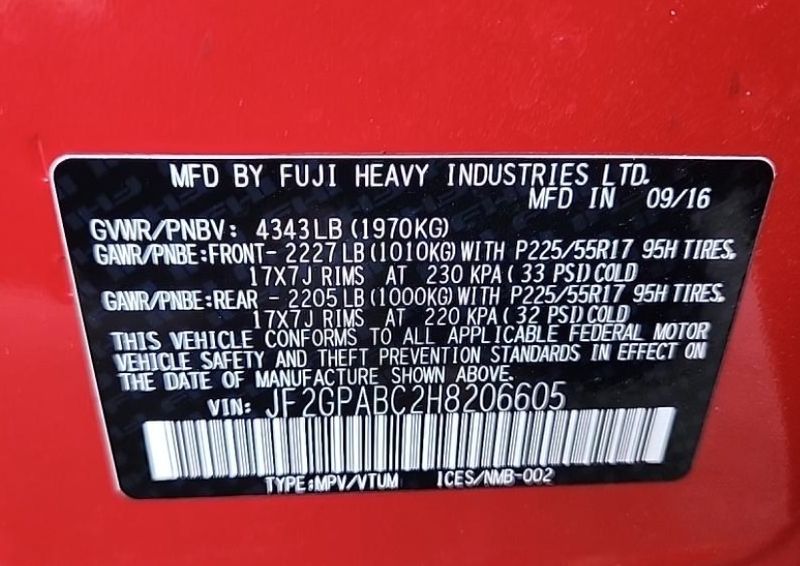 MFD BY FUJI HEAVY INDUSTRIES LTD.
MFD IN 09/16
GVWR/PNBV: 4343LB (1970KG)
GAWR/PNBE:FRONT- 2227LB (1010KG) WITH P225/55R17 95H TIRES,
17X7J RIMS AT 230 KPA ( 33 PSI) COLD
GAWR/PNBE:REAR - 2205LB (1000KG) WITH P225/55R17 95H TIRES,
17X7J RIMS AT 220 KPA ( 32 PSI) COLD
THIS VEHICLE CONFORMS TO ALL APPLICABLE FEDERAL MOTOR
VEHICLE SAFETY AND THEFT PREVENTION STANDARDS IN EFFECT ON
THE DATE OF MANUFACTURE SHOWN ABOVE.
VIN: JF2GPABC2H8206605
TYPE:MPV/VTUM ICES/NMB-002